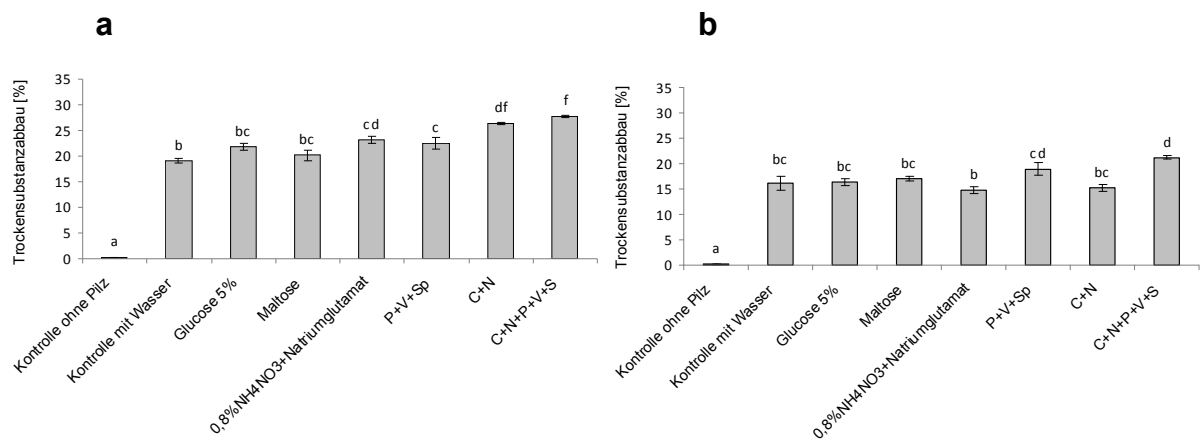 a
Trockensubstanzabbau [%]
35
30
25
20
15
10
5
0
a
b
bc
bc
cd
c
df
f
Kontrolle ohne Pilz
Kontrolle mit Wasser
Glucose 5%
Maltose
0,8%NH4NO3+Natriumglutamat
P+V+Sp
C+N
C+N+P+V+S
b
Trockensubstanzabbau [%]
35
30
25
20
15
10
5
0
a
bc
bc
bc
b
cd
bc
d
Kontrolle ohne Pilz
Kontrolle mit Wasser
Glucose 5%
Maltose
0,8%NH4NO3+Natriumglutamat
P+V+Sp
C+N
C+N+P+V+S